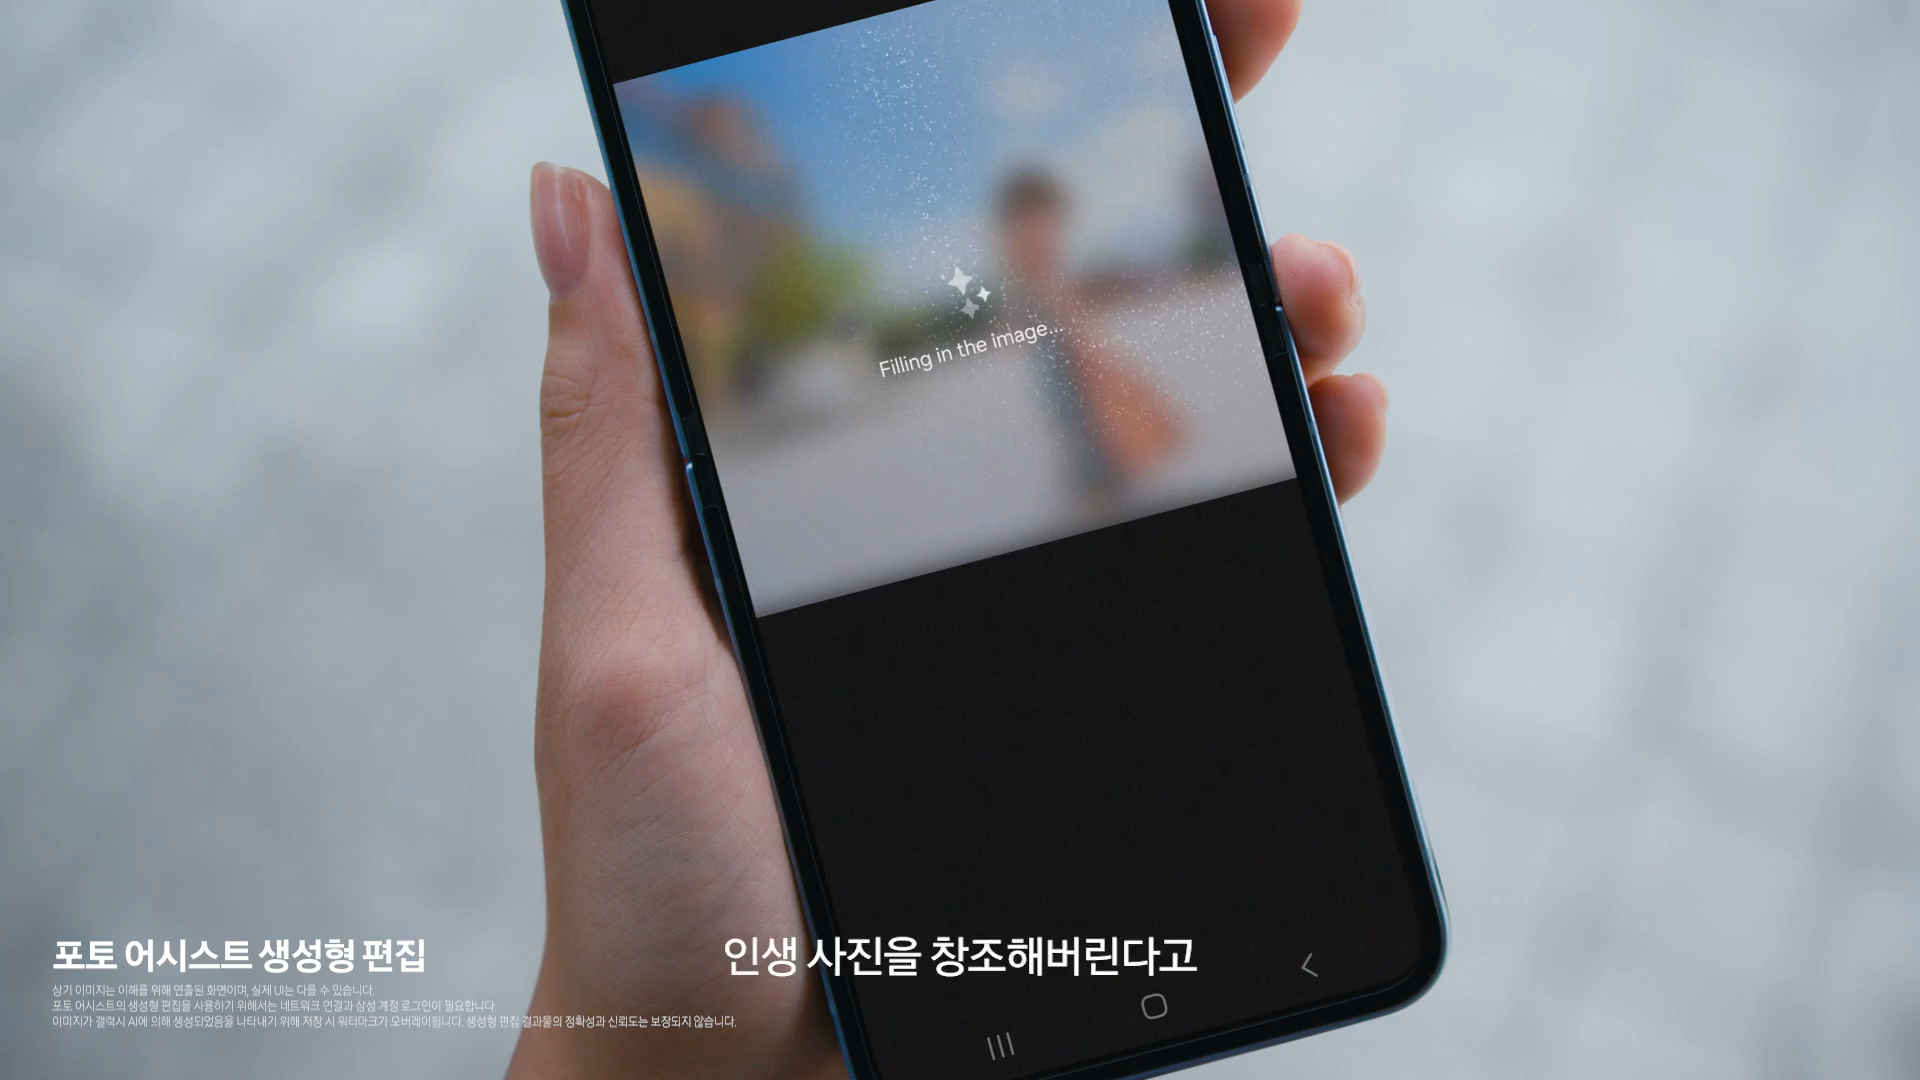 Filling in the image...
포토 어시스트 생성형 편집
상기 이미지는 이해를 위해 연출된 화면이며, 실제 UI는 다를 수 있습니다.
포토 어시스트의 생성형 편집을 사용하기 위해서는 네트워크 연결과 삼성 계정 로그인이 필요합니다.
이미지가 갤럭시 AI에 의해 생성되었음을 나타내기 위해 저장 시 워터마크가 오버레이됩니다. 생성형 편집 결과물의 정확성과 신뢰도는 보장되지 않습니다.
인생 사진을 창조해버린다고